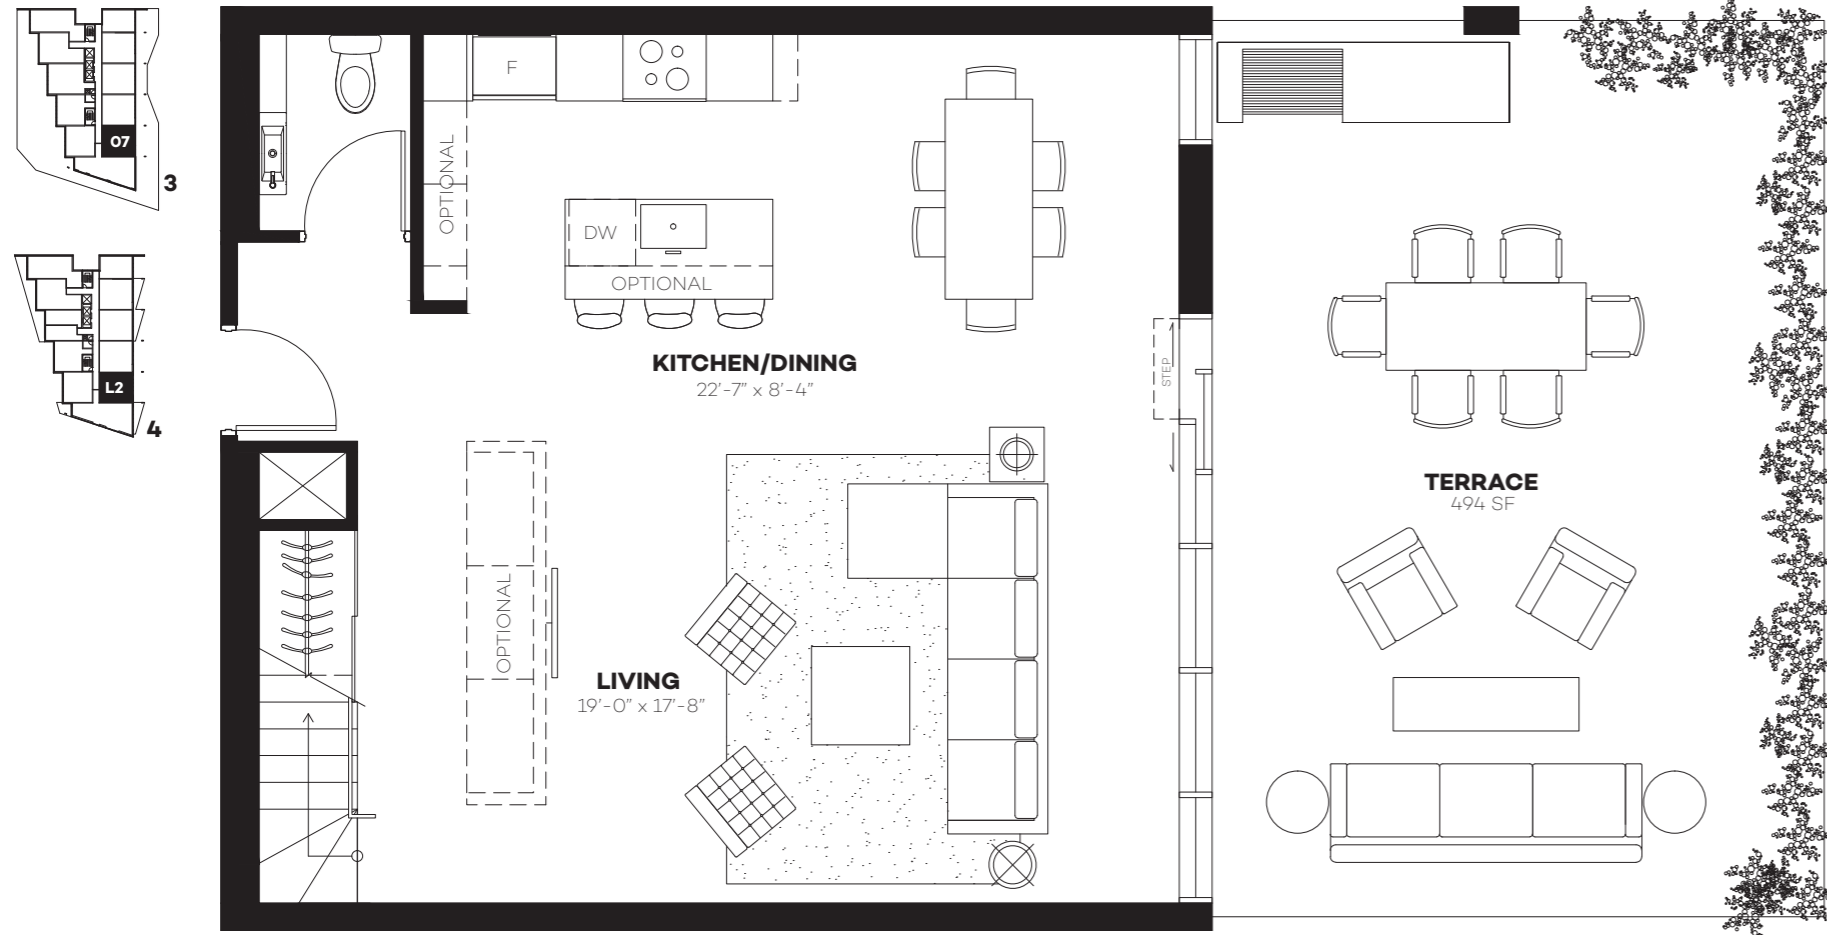 07
3
L2
4
F
OPTIONAL
DW
OPTIONAL
KITCHEN/DINING
22’-7” x 8’-4”
STEP
TERRACE
494 SF
OPTIONAL
LIVING
19’-0” x 17’-8”